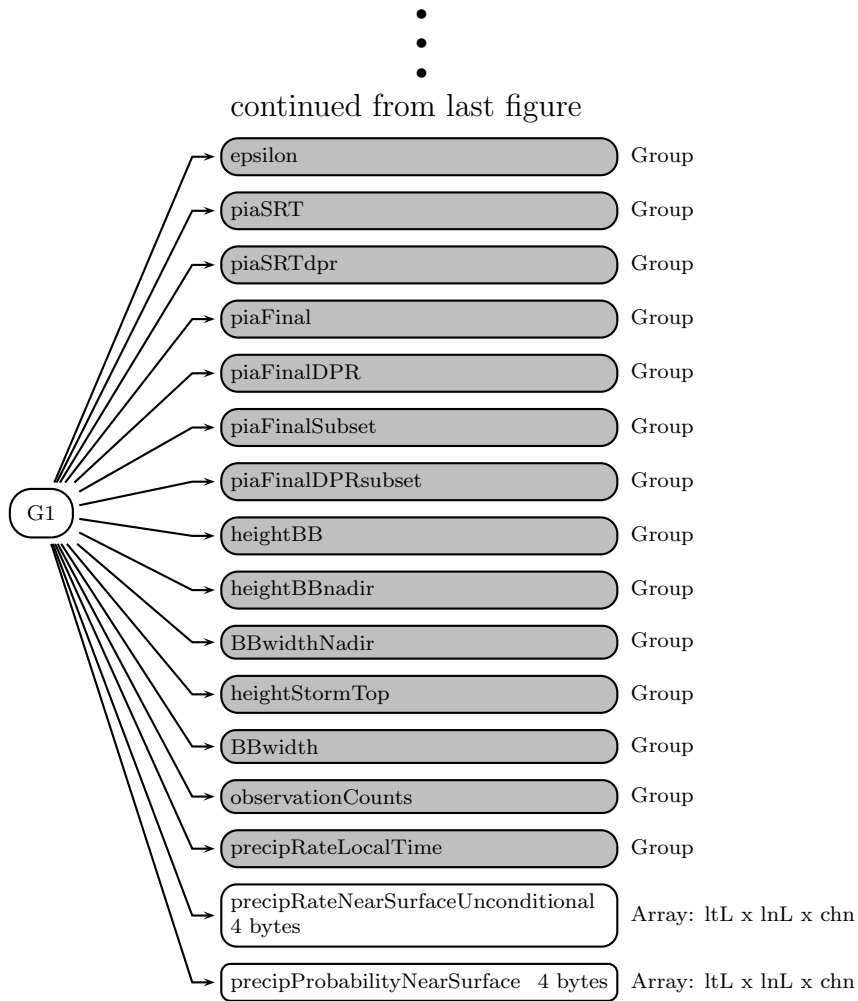 continued from last figure
epsilon Group
piaSRT Group
piaSRTdpr Group
piaFinal Group
piaFinalDPR Group
piaFinalSubset Group
piaFinalDPRsubset Group
G1
heightBB Group
heightBBnadir Group
BBwidthNadir Group
heightStormTop Group
BBwidth Group
observationCounts Group
precipRateLocalTime Group
precipRateNearSurfaceUnconditional
4 bytes
Array: ltL x lnL x chn
precipProbabilityNearSurface 4 bytes Array: ltL x lnL x chn